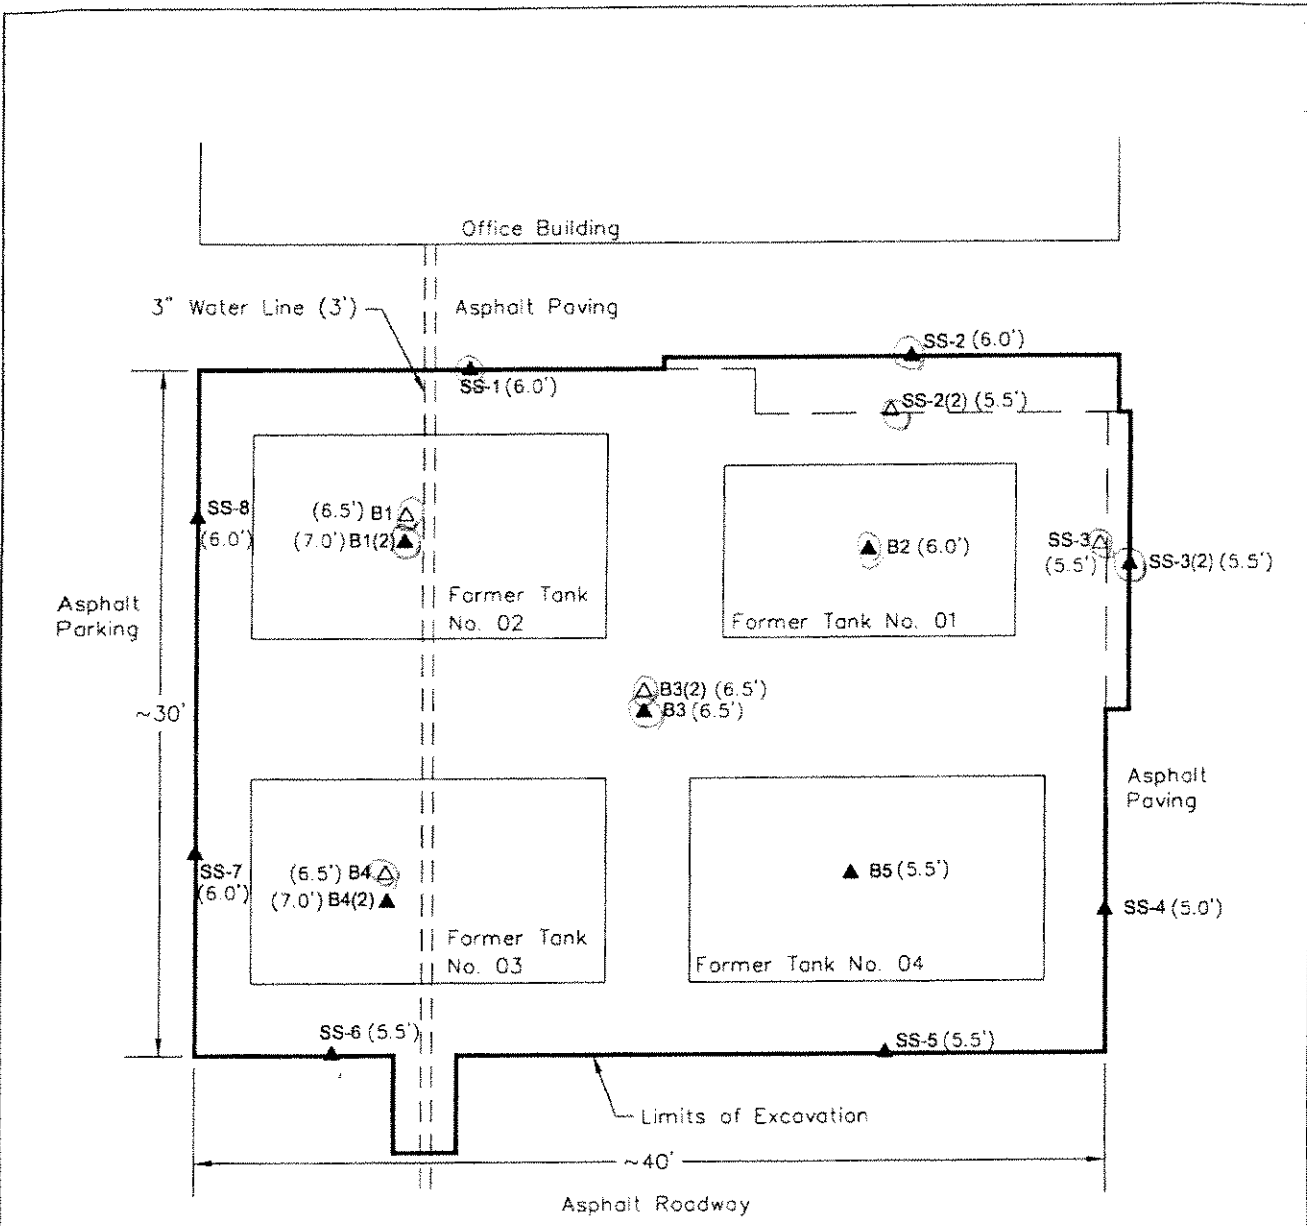 Office Building
3" Water Line (3')
Asphalt Paving
SS-2 (6.0')
SS-1 (6.0')
SS-2(2) (5.5')
SS-8
(6.0')
(6.5') B1
(7.0') B1(2)
B2 (6.0')
SS-3
(5.5')
SS-3(2) (5.5')
Asphalt
Parking
Former Tank
No. 02
Former Tank No. 01
~30'
B3(2) (6.5')
B3 (6.5')
Asphalt
Paving
SS-7
(6.0')
(6.5') B4
(7.0') B4(2)
B5 (5.5')
SS-4 (5.0')
Former Tank
No. 03
Former Tank No. 04
SS-6 (5.5')
SS-5 (5.5')
Limits of Excavation
~40'
Asphalt Roadway